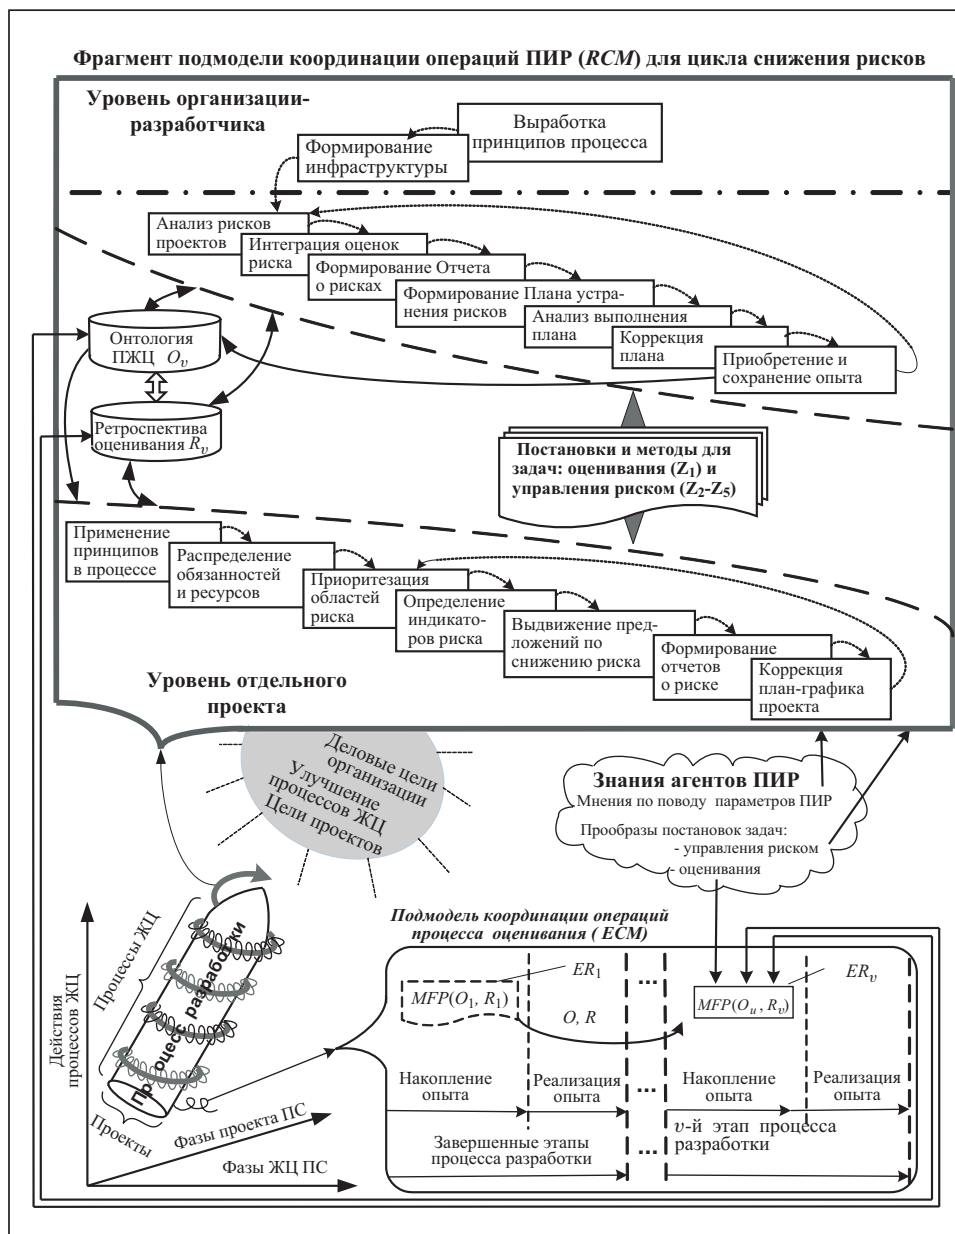 Фрагмент подмодели координации операций ПИР (RCM) для цикла снижения рисков
Уровень организации-
разработчика
Выработка
принципов процесса
Формирование
инфраструктуры
Анализ рисков
проектов
Интеграция оценок
риска
Формирование Отчета
о рисках
Формирование Плана устра-
нения рисков
Анализ выполнения
плана
Коррекция
плана
Приобретение и
сохранение опыта
Онтология
ПЖЦ O_v
Ретроспектива
оценивания R_v
Постановки и методы для
задач: оценивания (Z₁) и
управления риском (Z₂-Z₅)
Применение
принципов
в процессе
Распределение
обязанностей
и ресурсов
Приоритезация
областей
риска
Определение
индикато-
ров риска
Выдвижение пред-
ложений по
снижению риска
Формирование
отчетов
о риске
Коррекция
план-графика
проекта
Уровень отдельного
проекта
Деловые цели
организации
Улучшение
процессов ЖЦ
Цели проектов
Знания агентов ПИР
Мнения по поводу параметров ПИР
Прообразы постановок задач:
- управления риском
- оценивания
Действия
процессов ЖЦ
Процессы ЖЦ
Процесс разработки
Проекты
Фазы проекта ПС
Фазы ЖЦ ПС
Подмодель координации операций
процесса оценивания ( ECM)
ER₁
MFP(O₁, R₁)
O, R
...
ER_v
MFP(O_u, R_v)
Накопление
опыта
Реализация
опыта
...
Накопление
опыта
Реализация
опыта
Завершенные этапы
процесса разработки
...
v-й этап процесса
разработки